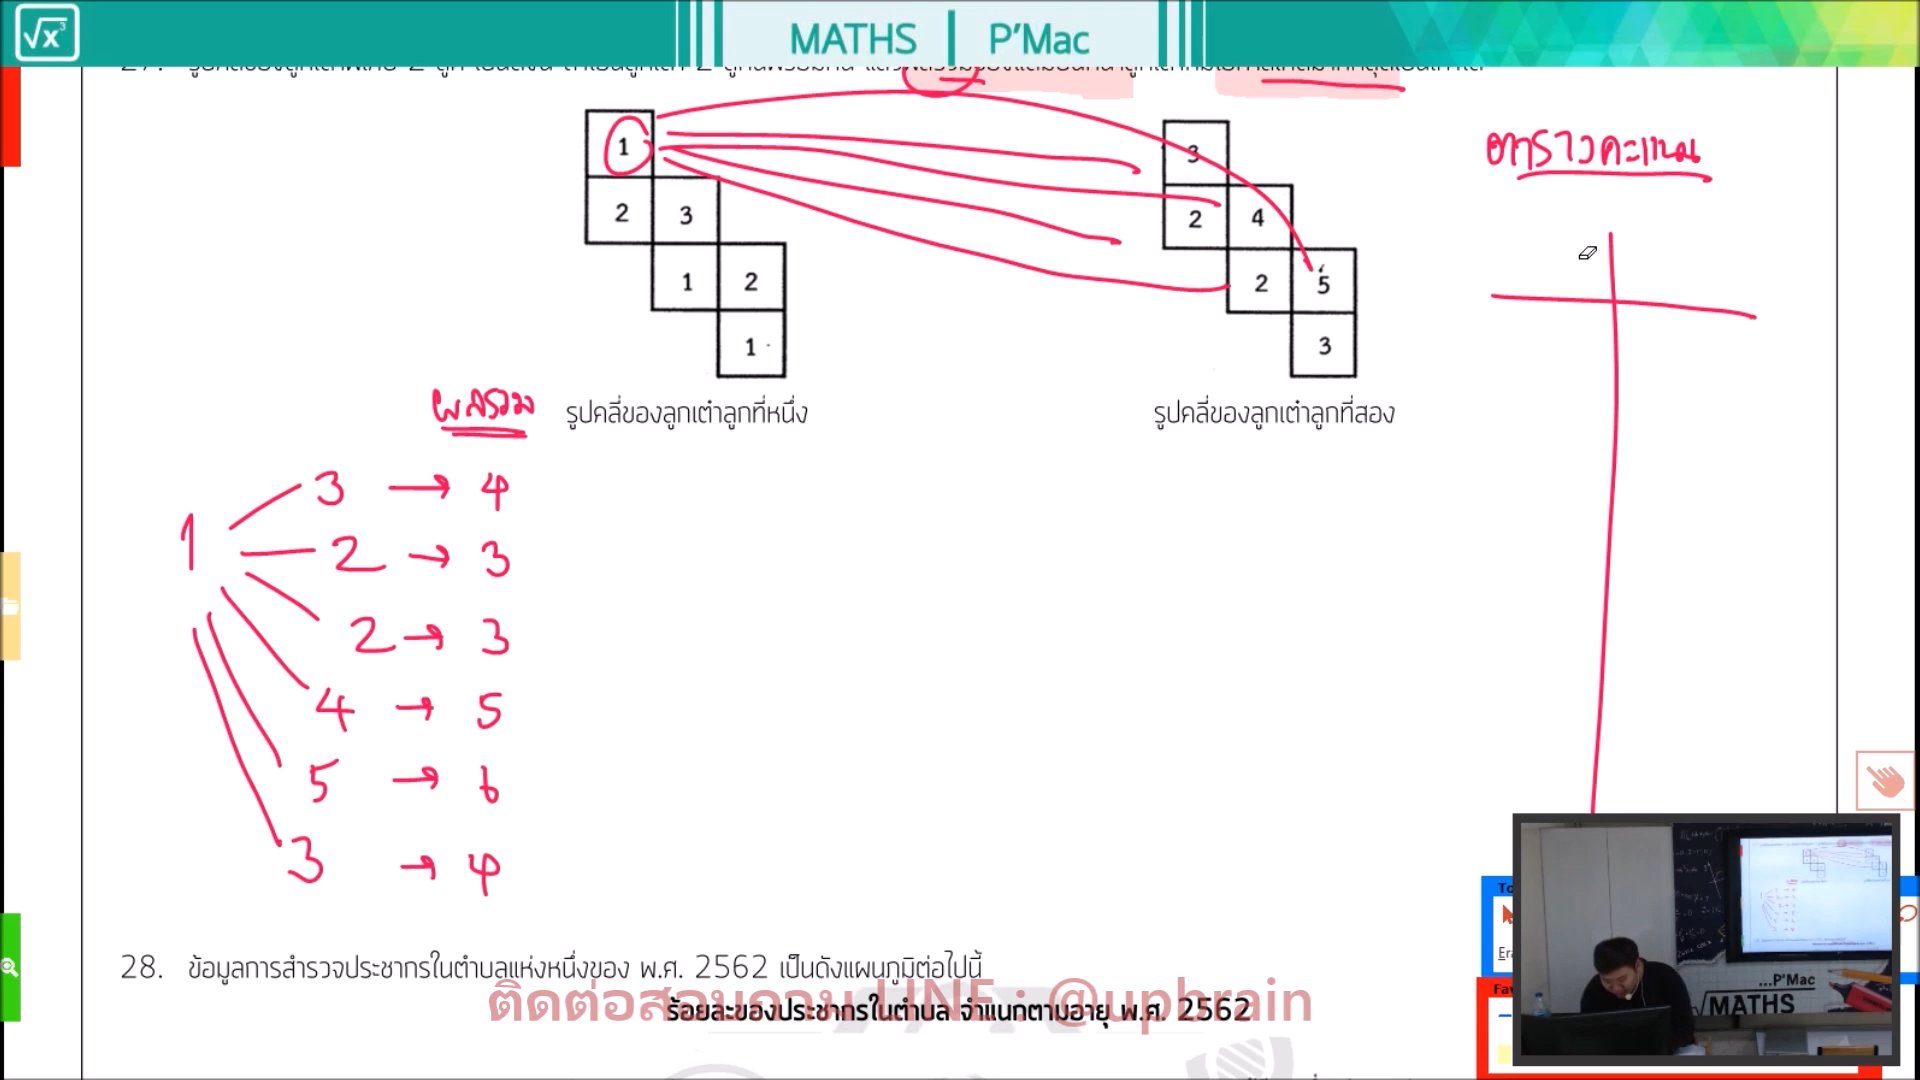 √x³
MATHS | P'Mac
1
2 3
1 2
1
รูปคลี่ของลูกเต๋าลูกที่หนึ่ง
3
2 4
2 5
3
รูปคลี่ของลูกเต๋าลูกที่สอง
ตารางคะแนน
ผลรวม
1
3 → 4
2 → 3
2 → 3
4 → 5
5 → 6
3 → 4
28. ข้อมูลการสำรวจประชากรในตำบลแห่งหนึ่งของ พ.ศ. 2562 เป็นดังแผนภูมิต่อไปนี้
ร้อยละของประชากรในตำบล จำแนกตามอายุ พ.ศ. 2562
ติดต่อสอบถาม LINE : @upbrain
...P'Mac
√MATHS